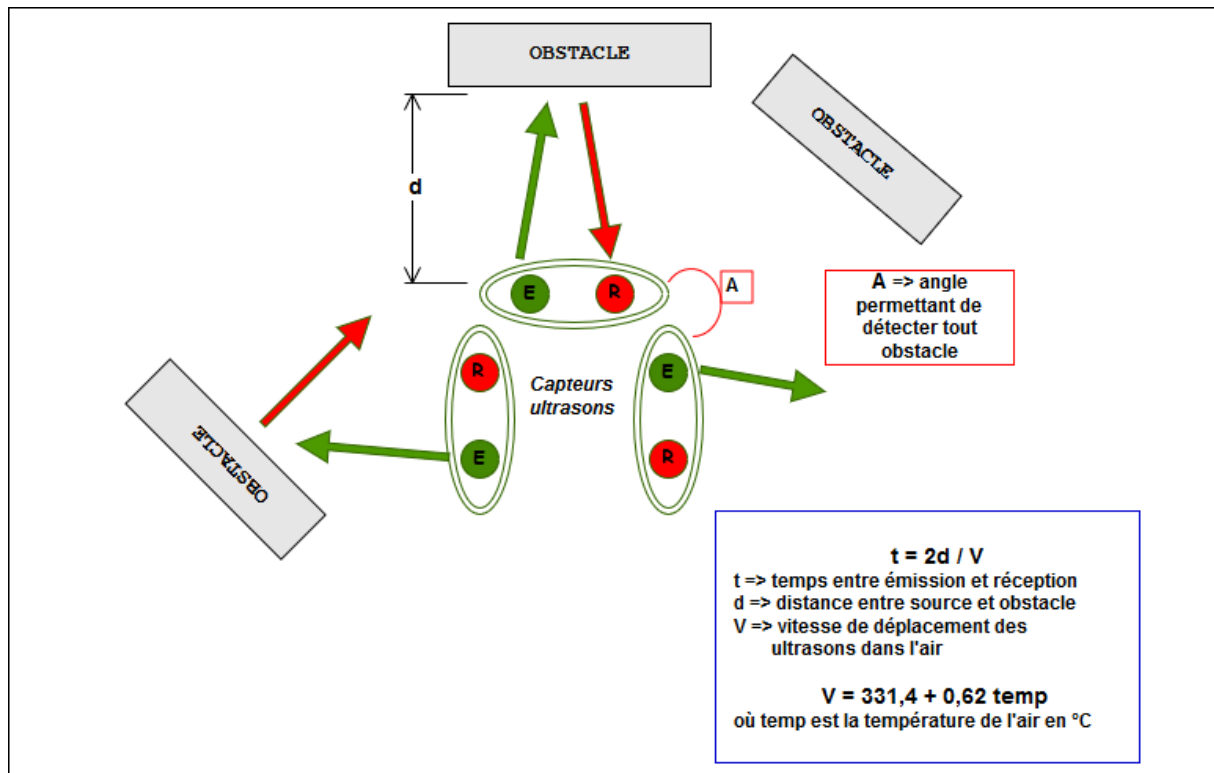 OBSTACLE
OBSTACLE
d
E
R
A
A => angle
permettant de
détecter tout
obstacle
R
E
Capteurs
ultrasons
E
R
OBSTACLE
t = 2d / V
t => temps entre émission et réception
d => distance entre source et obstacle
V => vitesse de déplacement des
ultrasons dans l'air
V = 331,4 + 0,62 temp
où temp est la température de l'air en °C